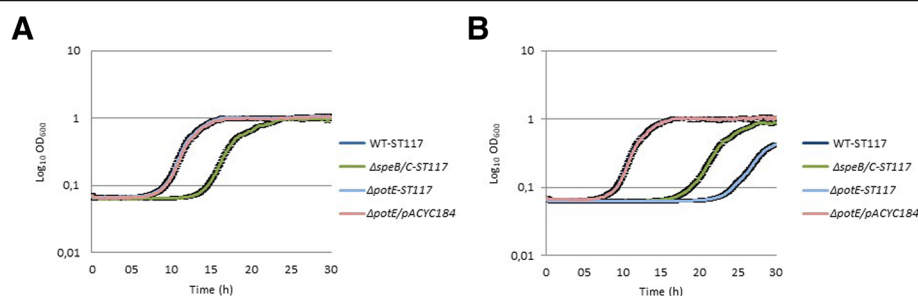 A
10
1
0,1
0,01
Log10 OD600
0 05 10 15 20 25 30
Time (h)
WT-ST117
ΔspeB/C-ST117
ΔpotE-ST117
ΔpotE/pACYC184
B
10
1
0,1
0,01
Log10 OD600
0 05 10 15 20 25 30
Time (h)
WT-ST117
ΔspeB/C-ST117
ΔpotE-ST117
ΔpotE/pACYC184